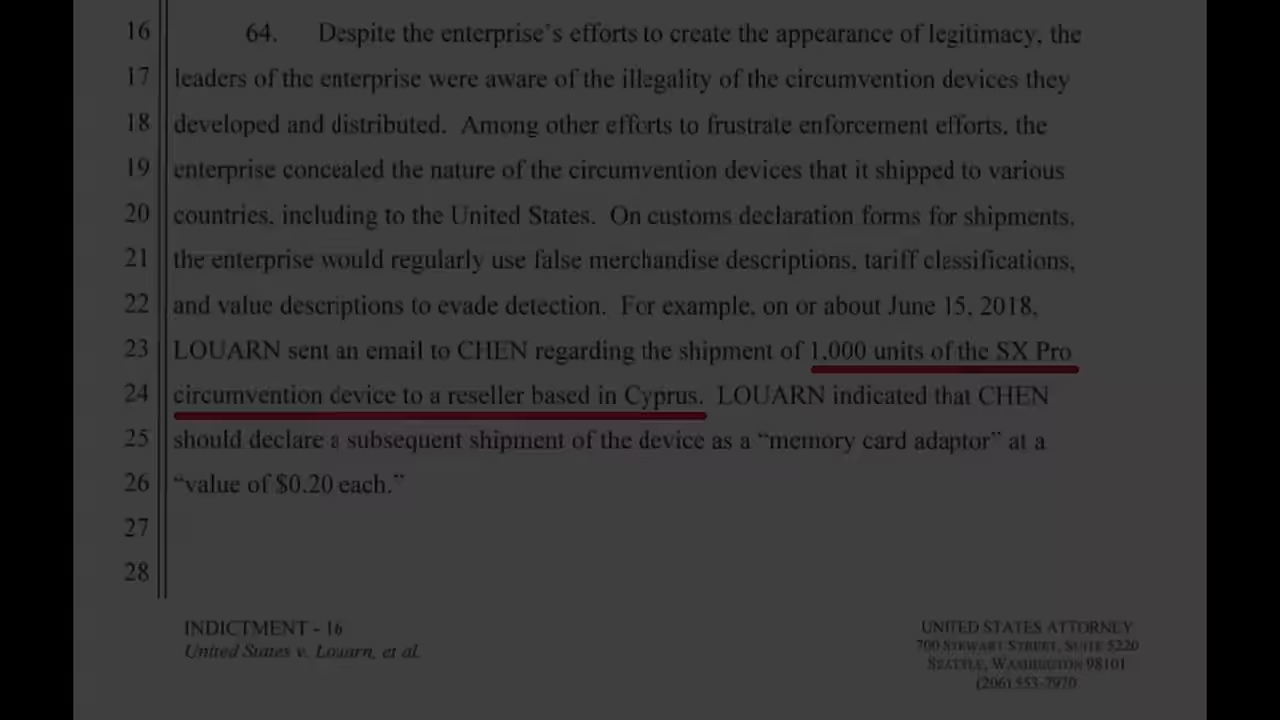 16 64. Despite the enterprise's efforts to create the appearance of legitimacy, the
17 leaders of the enterprise were aware of the illegality of the circumvention devices they
18 developed and distributed. Among other efforts to frustrate enforcement efforts, the
19 enterprise concealed the nature of the circumvention devices that it shipped to various
20 countries, including to the United States. On customs declaration forms for shipments,
21 the enterprise would regularly use false merchandise descriptions, tariff classifications,
22 and value descriptions to evade detection. For example, on or about June 15, 2018,
23 LOUARN sent an email to CHEN regarding the shipment of 1,000 units of the SX Pro
24 circumvention device to a reseller based in Cyprus. LOUARN indicated that CHEN
25 should declare a subsequent shipment of the device as a “memory card adaptor” at a
26 “value of $0.20 each.”
27
28
INDICTMENT - 16
United States v. Louarn, et al.
UNITED STATES ATTORNEY
700 STEWART STREET, SUITE 5220
SEATTLE, WASHINGTON 98101
(206) 553-7970